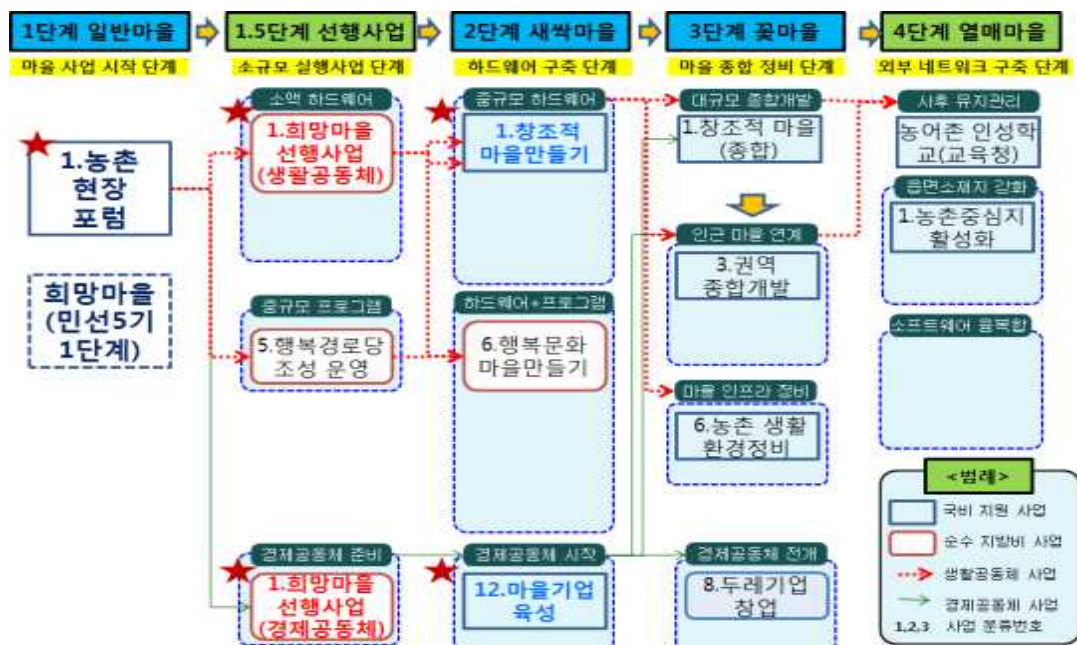 1단계 일반마을
1.5단계 선행사업
2단계 새싹마을
3단계 꽃마을
4단계 열매마을
마을 사업 시작 단계
소규모 실행사업 단계
하드웨어 구축 단계
마을 종합 정비 단계
외부 네트워크 구축 단계
1.농촌
현장
포럼
희망마을
(민선5기
1단계)
소액 하드웨어
1.희망마을
선행사업
(생활공동체)
중규모 프로그램
5.행복경로당
조성 운영
경제공동체 준비
1.희망마을
선행사업
(경제공동체)
중규모 하드웨어
1.창조적
마을만들기
하드웨어+프로그램
6.행복문화
마을만들기
경제공동체 시작
12.마을기업
육성
대규모 종합개발
1.창조적 마을
(종합)
인근 마을 연계
3.권역
종합개발
마을 인프라 정비
6.농촌 생활
환경정비
경제공동체 전개
8.두레기업
창업
사후 유지관리
농어촌 인성학
교(교육청)
읍면소재지 강화
1.농촌중심지
활성화
소프트웨어 융복합
<범례>
국비 지원 사업
순수 지방비 사업
생활공동체 사업
경제공동체 사업
1,2,3 사업 분류번호